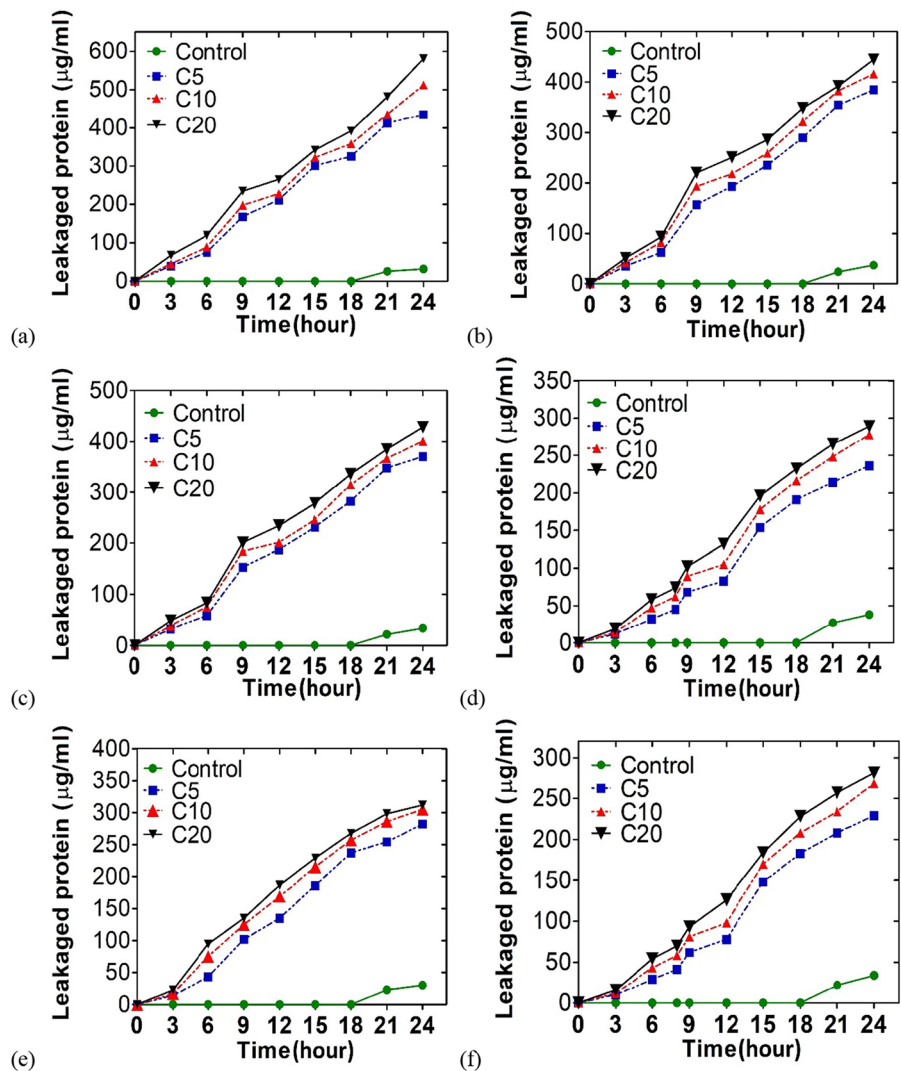 Leakaged protein (µg/ml)
600
500
400
300
200
100
0
Control
C5
C10
C20
0 3 6 9 12 15 18 21 24
Time(hour)
(a)
Leakaged protein (µg/ml)
500
400
300
200
100
0
Control
C5
C10
C20
0 3 6 9 12 15 18 21 24
Time(hour)
(b)
Leakaged protein (µg/ml)
500
400
300
200
100
0
Control
C5
C10
C20
0 3 6 9 12 15 18 21 24
Time(hour)
(c)
Leakaged protein (µg/ml)
350
300
250
200
150
100
50
0
Control
C5
C10
C20
0 3 6 9 12 15 18 21 24
Time(hour)
(d)
Leakaged protein (µg/ml)
400
350
300
250
200
150
100
50
0
Control
C5
C10
C20
0 3 6 9 12 15 18 21 24
Time(hour)
(e)
Leakaged protein (µg/ml)
300
250
200
150
100
50
0
Control
C5
C10
C20
0 3 6 9 12 15 18 21 24
Time(hour)
(f)